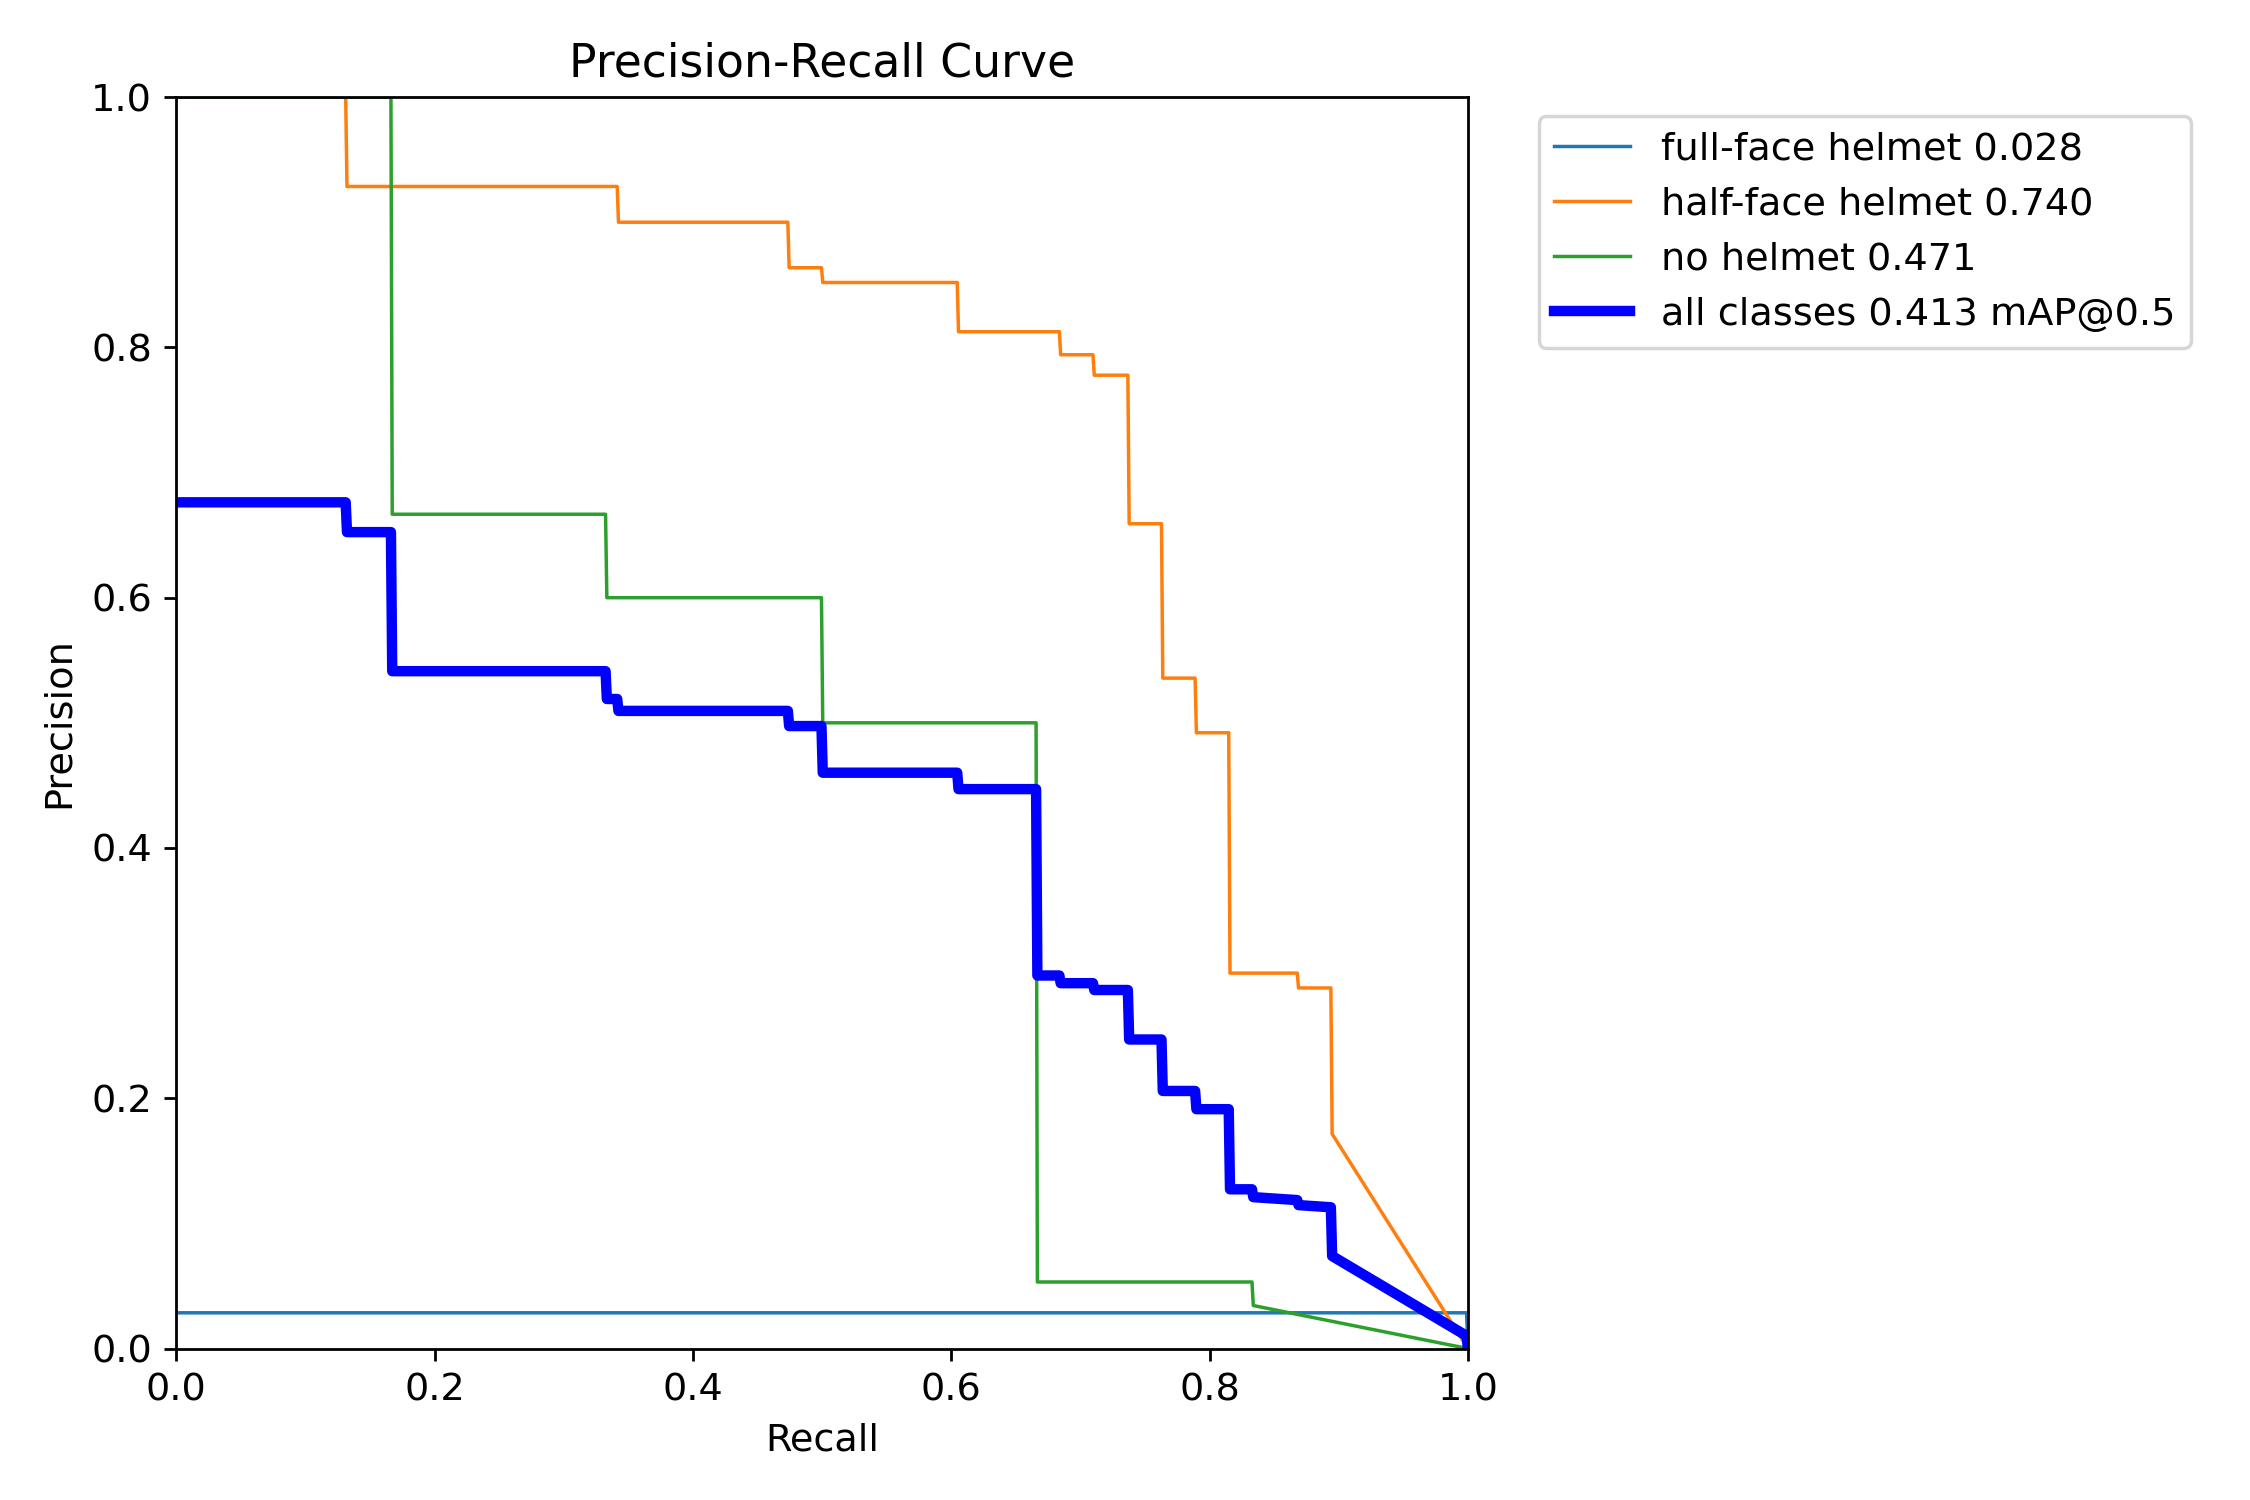 Precision-Recall Curve
1.0
0.8
0.6
0.4
0.2
0.0
Precision
0.0 0.2 0.4 0.6 0.8 1.0
Recall
full-face helmet 0.028
half-face helmet 0.740
no helmet 0.471
all classes 0.413 mAP@0.5